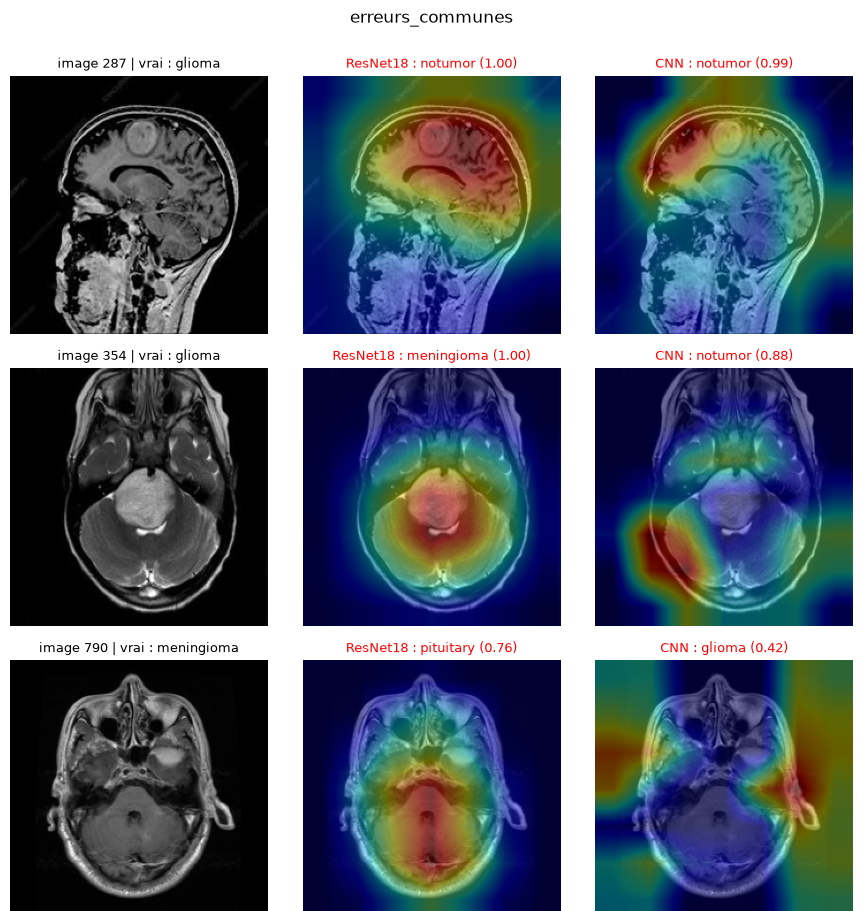 erreurs_communes
image 287 | vrai : glioma
ResNet18 : notumor (1.00)
CNN : notumor (0.99)
image 354 | vrai : glioma
ResNet18 : meningioma (1.00)
CNN : notumor (0.88)
image 790 | vrai : meningioma
ResNet18 : pituitary (0.76)
CNN : glioma (0.42)